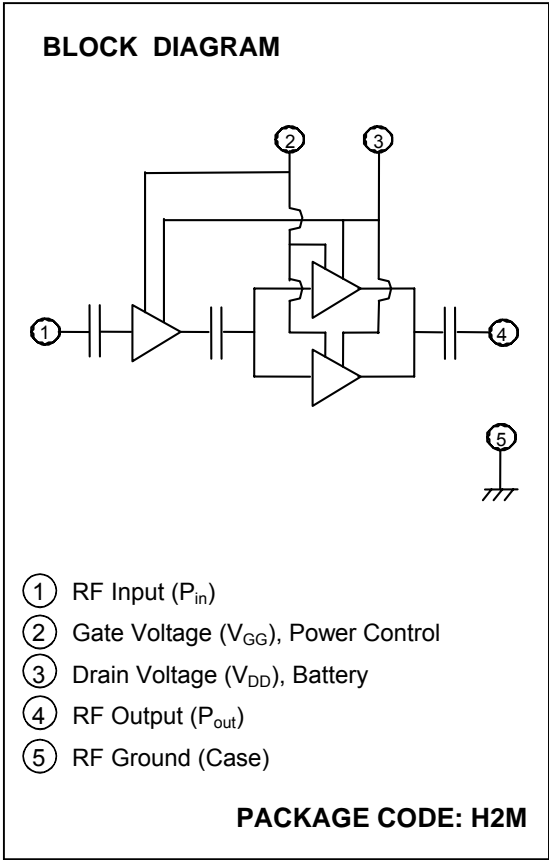 BLOCK DIAGRAM
2 3
1 4
5
1 RF Input (Pin)
2 Gate Voltage (VGG), Power Control
3 Drain Voltage (VDD), Battery
4 RF Output (Pout)
5 RF Ground (Case)
PACKAGE CODE: H2M